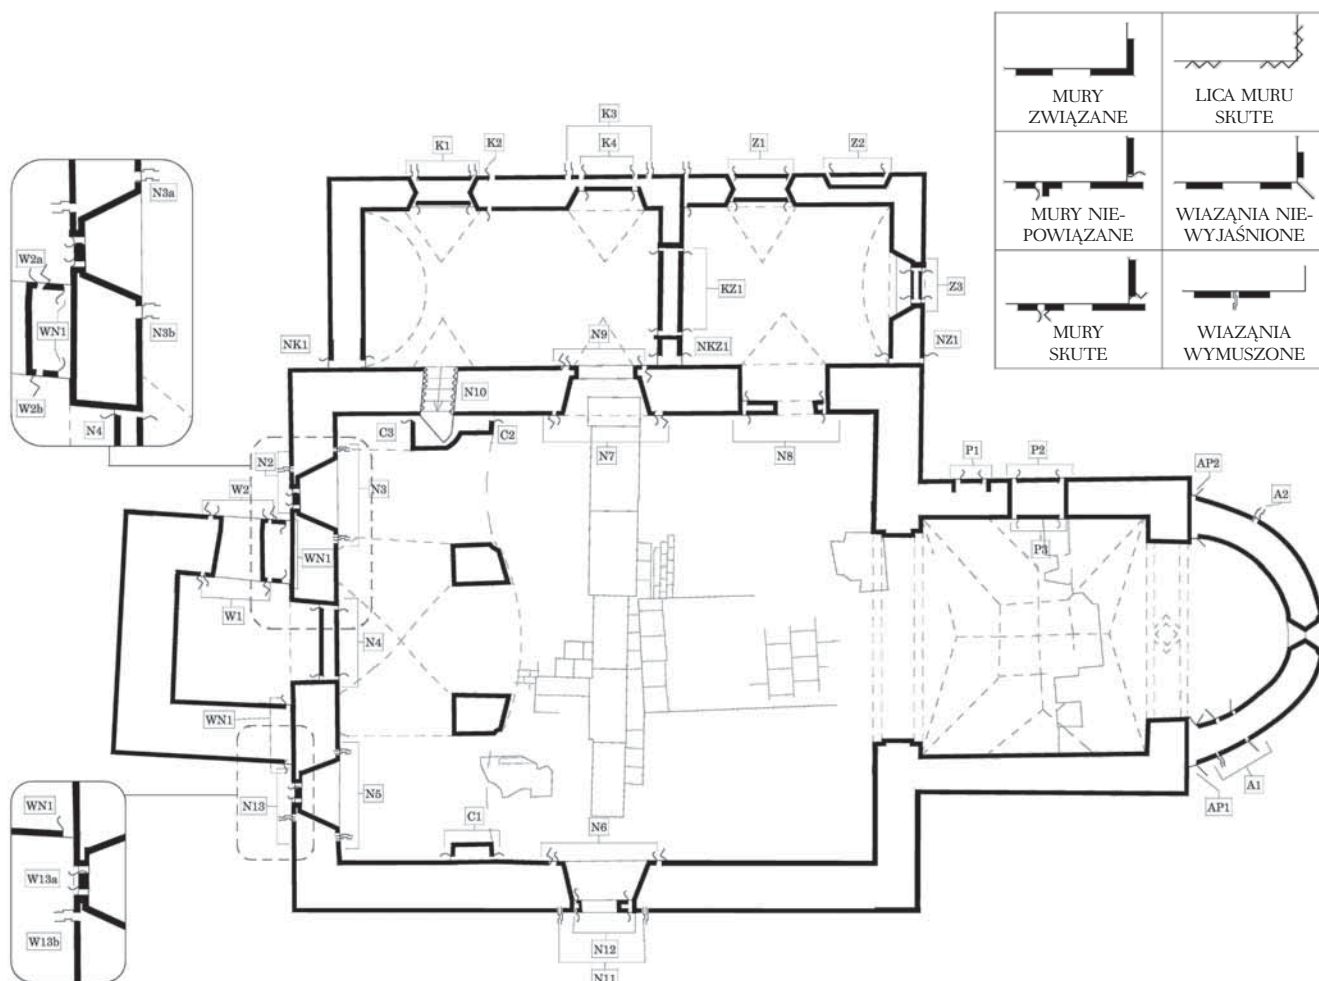 MURY
ZWIĄZANE
LICA MURU
SKUTE
MURY NIE-
POWIĄZANE
WIAZĄNIA NIE-
WYJAŚNIONE
MURY
SKUTE
WIAZĄNIA
WYMUSZONE
K3
K1
K2
K4
Z1
Z2
N3a
W2a
WN1
N3b
W2b
N4
KZ1
Z3
NK1
N9
NKZ1
NZ1
N10
C3
C2
N7
N8
N2
N3
W2
P1
P2
AP2
A2
WN1
P3
W1
N4
WN1
N13
N5
C1
N6
A1
AP1
WN1
W13a
W13b
N12
N11